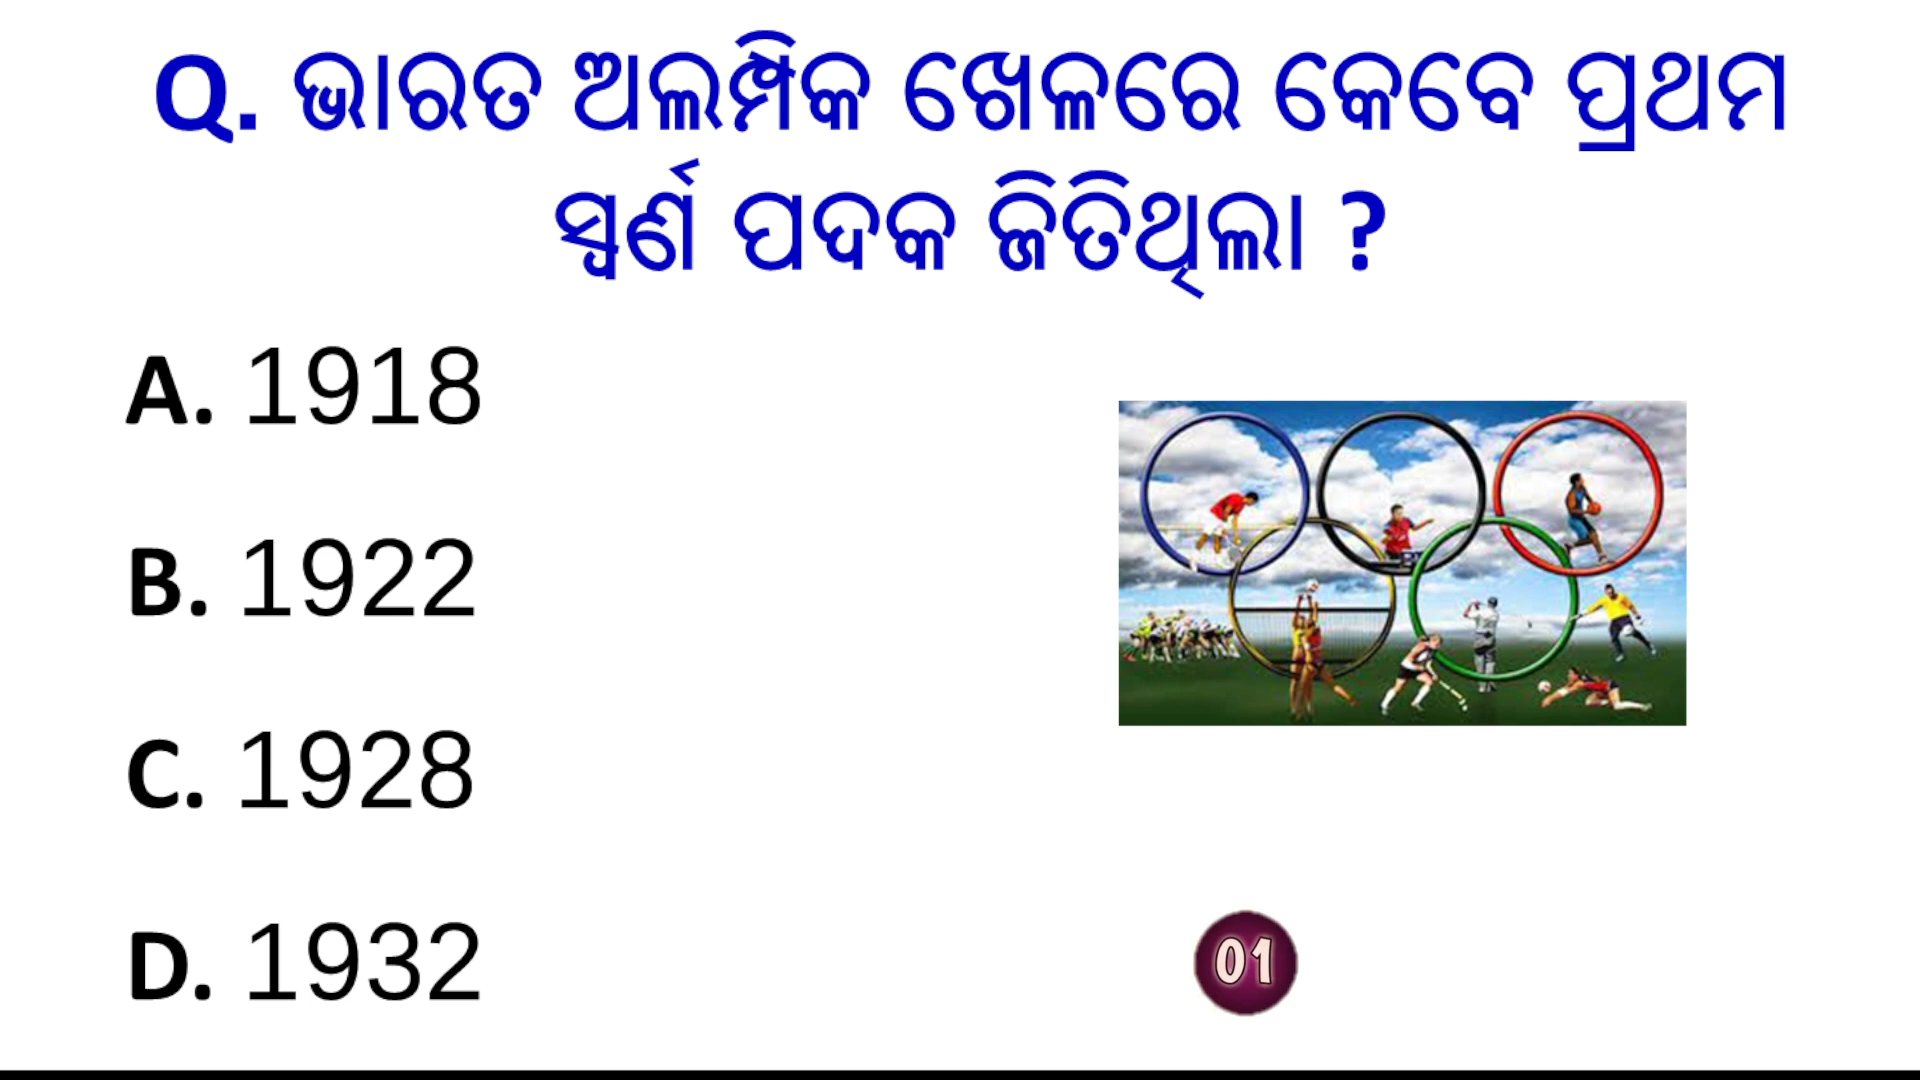 Q. ଭାରତ ଅଲମ୍ପିକ ଖେଳରେ କେବେ ପ୍ରଥମ
ସ୍ୱର୍ଣ ପଦକ ଜିତିଥିଲା ?
A. 1918
B. 1922
C. 1928
D. 1932
01